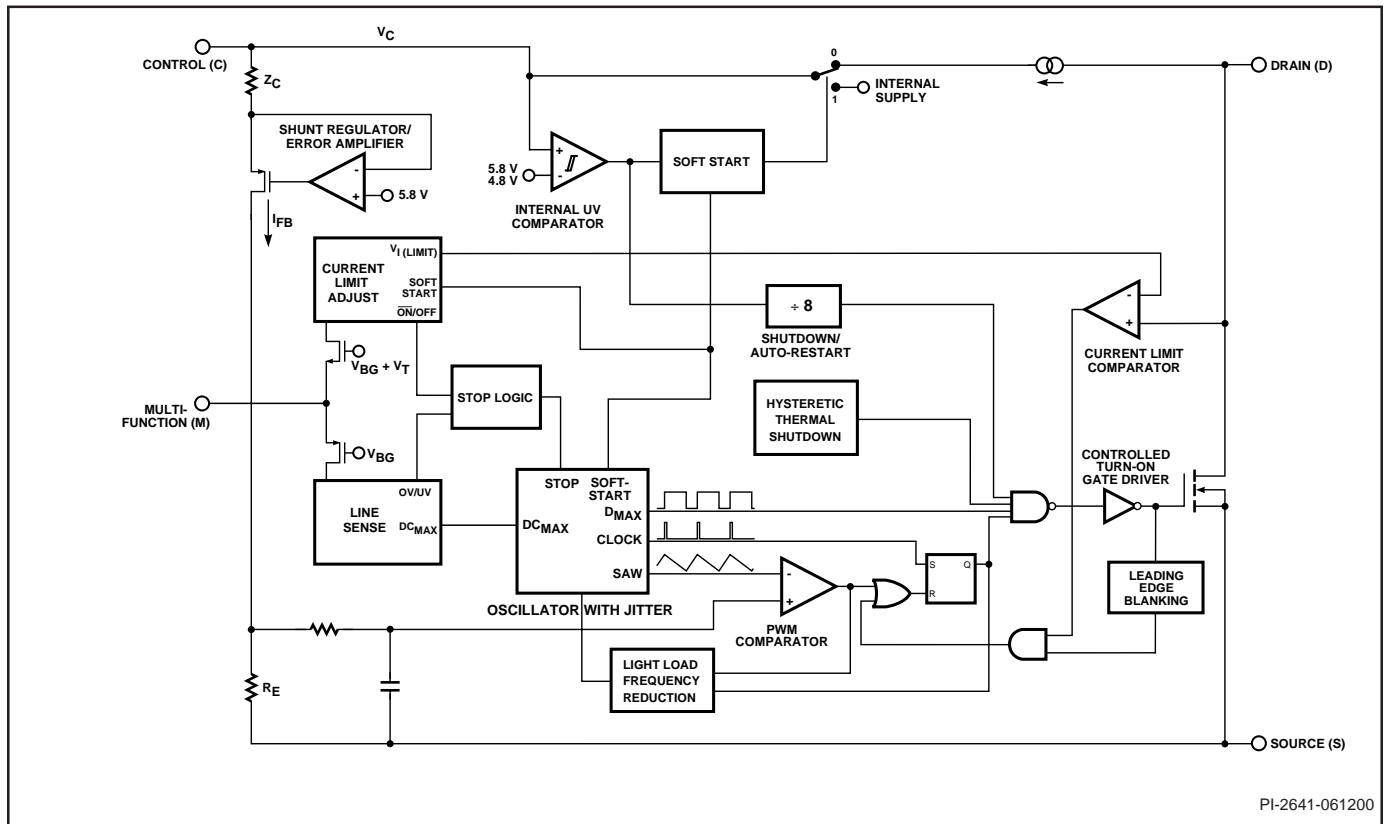 V_C
0
CONTROL (C)
DRAIN (D)
Z_C
1
INTERNAL
SUPPLY
SHUNT REGULATOR/
ERROR AMPLIFIER
-
+
5.8 V
I_FB
+
-
5.8 V
4.8 V
INTERNAL UV
COMPARATOR
SOFT START
CURRENT
LIMIT
ADJUST
V_I (LIMIT)
SOFT
START
ON/OFF
÷ 8
SHUTDOWN/
AUTO-RESTART
-
+
CURRENT LIMIT
COMPARATOR
V_BG + V_T
STOP LOGIC
MULTI-
FUNCTION (M)
HYSTERETIC
THERMAL
SHUTDOWN
V_BG
CONTROLLED
TURN-ON
GATE DRIVER
OV/UV
LINE
SENSE
DC_MAX
STOP
SOFT-
START
DC_MAX
D_MAX
CLOCK
SAW
OSCILLATOR WITH JITTER
-
+
PWM
COMPARATOR
S
Q
R
LEADING
EDGE
BLANKING
LIGHT LOAD
FREQUENCY
REDUCTION
R_E
SOURCE (S)
PI-2641-061200